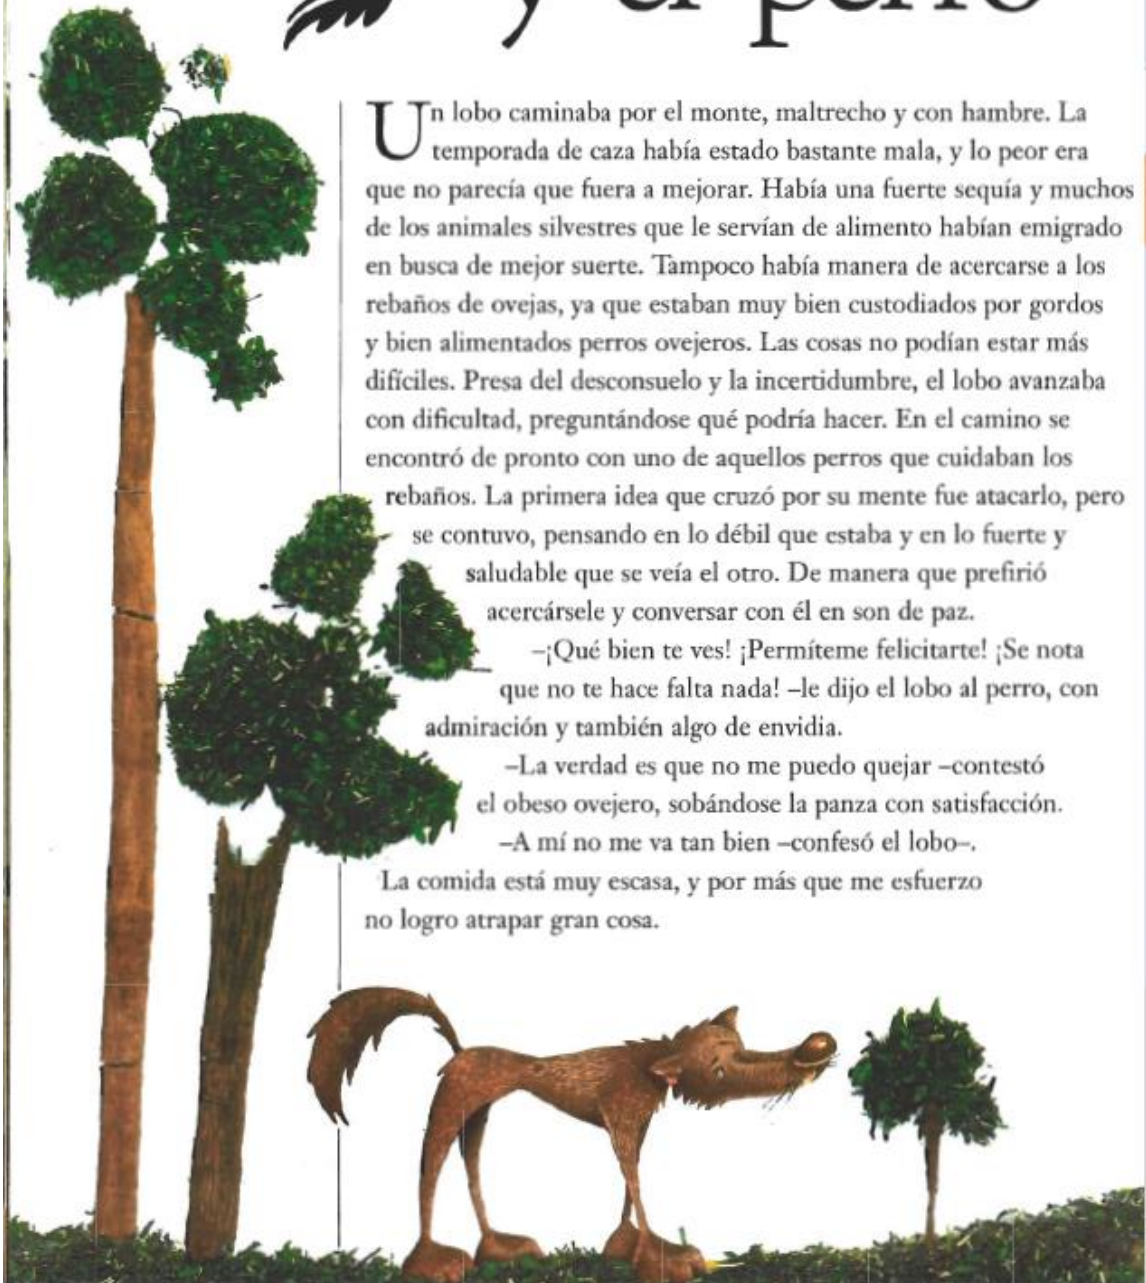 y el perro
Un lobo caminaba por el monte, maltrecho y con hambre. La
temporada de caza había estado bastante mala, y lo peor era
que no parecía que fuera a mejorar. Había una fuerte sequía y muchos
de los animales silvestres que le servían de alimento habían emigrado
en busca de mejor suerte. Tampoco había manera de acercarse a los
rebaños de ovejas, ya que estaban muy bien custodiados por gordos
y bien alimentados perros ovejeros. Las cosas no podían estar más
difíciles. Presa del desconsuelo y la incertidumbre, el lobo avanzaba
con dificultad, preguntándose qué podría hacer. En el camino se
encontró de pronto con uno de aquellos perros que cuidaban los
rebaños. La primera idea que cruzó por su mente fue atacarlo, pero
se contuvo, pensando en lo débil que estaba y en lo fuerte y
saludable que se veía el otro. De manera que prefirió
acercársele y conversar con él en son de paz.
–¡Qué bien te ves! ¡Permíteme felicitarte! ¡Se nota
que no te hace falta nada! –le dijo el lobo al perro, con
admiración y también algo de envidia.
–La verdad es que no me puedo quejar –contestó
el obeso ovejero, sobándose la panza con satisfacción.
–A mí no me va tan bien –confesó el lobo–.
La comida está muy escasa, y por más que me esfuerzo
no logro atrapar gran cosa.